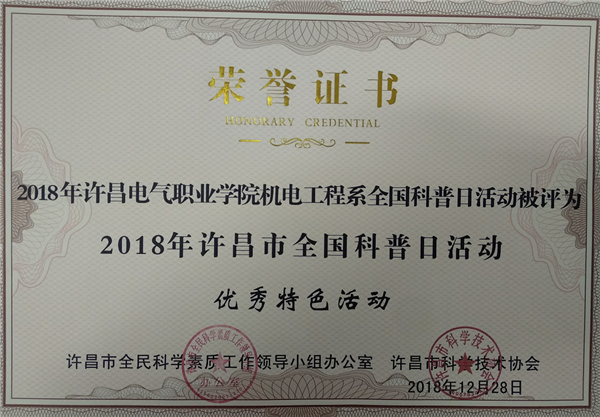 荣誉证书
HONORARY CREDENTIAL
2018年许昌电气职业学院机电工程系全国科普日活动被评为
2018年许昌市全国科普日活动
优秀特色活动
许昌市全民科学素质工作领导小组办公室 许昌市科学技术协会
2018年12月28日